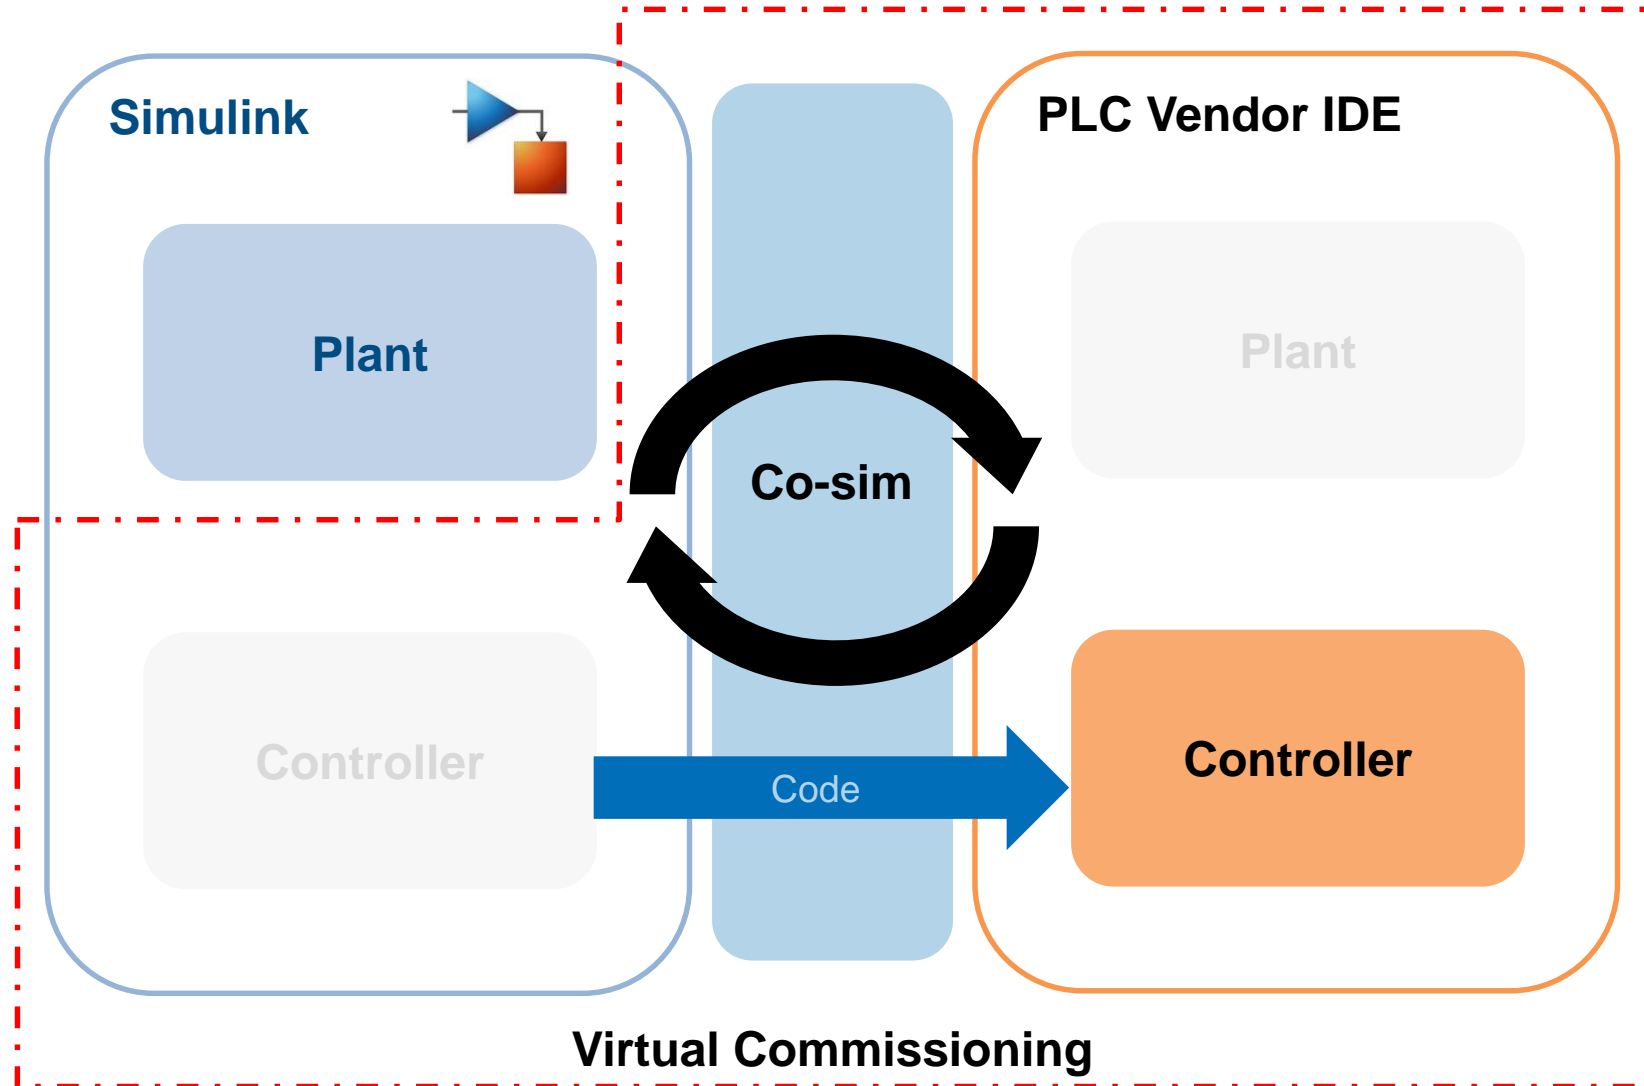 Simulink
PLC Vendor IDE
Plant
Plant
Co-sim
Controller
Code
Controller
Virtual Commissioning